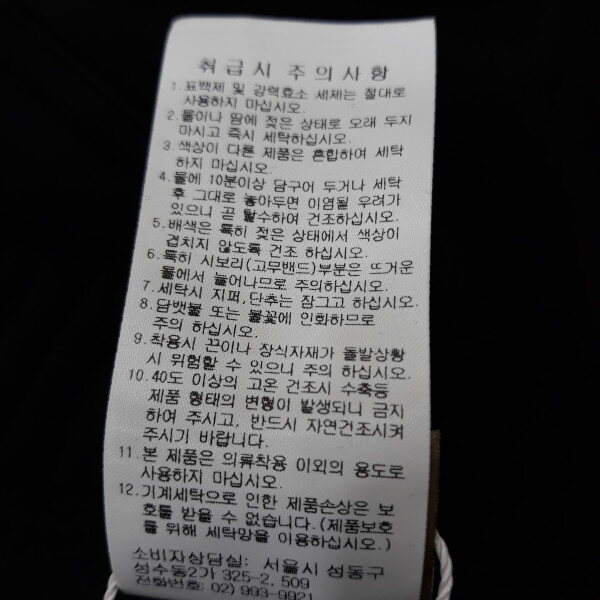 취급시 주의사항
1. 표백제 및 강력효소 세제는 절대로
사용하지 마십시오.
2. 물이나 땀에 젖은 상태로 오래 두지
마시고 즉시 세탁하십시오.
3. 색상이 다른 제품은 혼합하여 세탁
하지 마십시오.
4. 물에 10분이상 담구어 두거나 세탁
후 그대로 놓아두면 이염될 우려가
있으니 곧 탈수하여 건조하십시오.
5. 배색은 특히 젖은 상태에서 색상이
겹치지 않도록 건조 하십시오.
6. 특히 시보리(고무밴드)부분은 뜨거운
물에서 늘어나므로 주의하십시오.
7. 세탁시 지퍼,단추는 잠그고 하십시오.
8. 담뱃불 또는 불꽃에 인화하므로
주의 하십시오.
9. 착용시 끈이나 장식자재가 돌발상황
시 위험할 수 있으니 주의 하십시오.
10. 40도 이상의 고온 건조시 수축등
제품 형태의 변형이 발생되니 금지
하여 주시고, 반드시 자연건조시켜
주시기 바랍니다.
11. 본 제품은 의류착용 이외의 용도로
사용하지 마십시오.
12. 기계세탁으로 인한 제품손상은 보
호를 받을 수 없습니다.(제품보호
를 위해 세탁망을 이용하십시오.)
소비자상담실: 서울시 성동구
성수동2가 325-2, 509
전화번호: 02) 993-9921